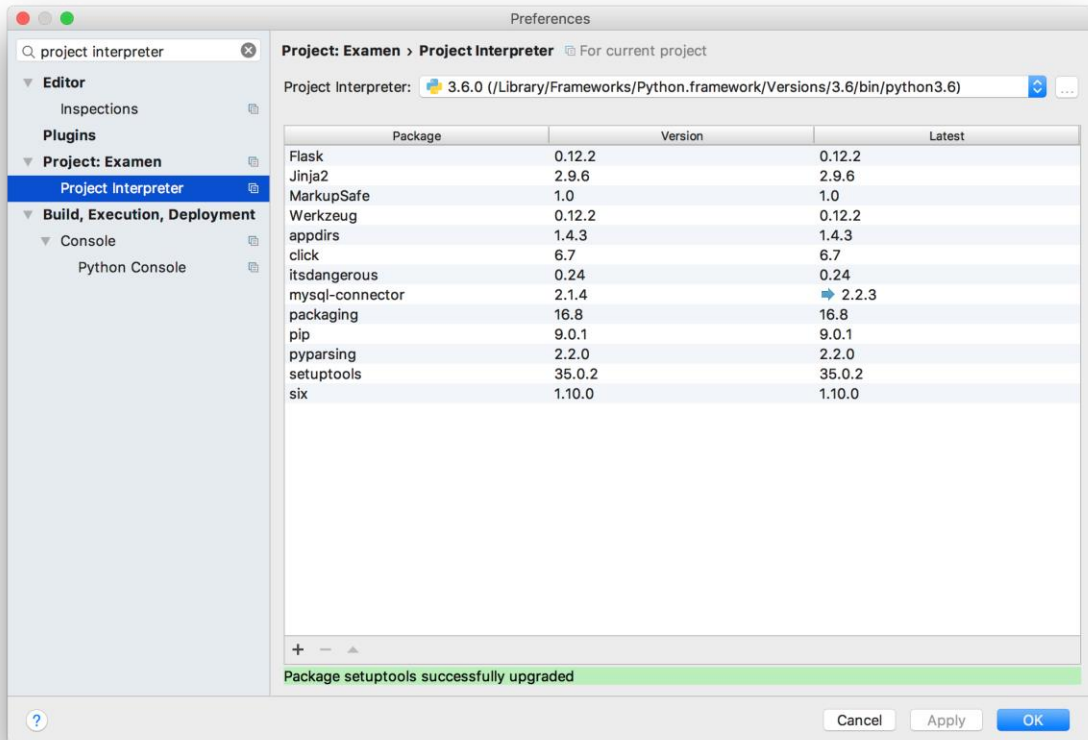 Preferences
project interpreter
Editor
Inspections
Plugins
Project: Examen
Project Interpreter
Build, Execution, Deployment
Console
Python Console
Project: Examen › Project Interpreter For current project
Project Interpreter: 3.6.0 (/Library/Frameworks/Python.framework/Versions/3.6/bin/python3.6) ...
Package Version Latest
Flask 0.12.2 0.12.2
Jinja2 2.9.6 2.9.6
MarkupSafe 1.0 1.0
Werkzeug 0.12.2 0.12.2
appdirs 1.4.3 1.4.3
click 6.7 6.7
itsdangerous 0.24 0.24
mysql-connector 2.1.4 2.2.3
packaging 16.8 16.8
pip 9.0.1 9.0.1
pyparsing 2.2.0 2.2.0
setuptools 35.0.2 35.0.2
six 1.10.0 1.10.0
+ −
Package setuptools successfully upgraded
? Cancel Apply OK